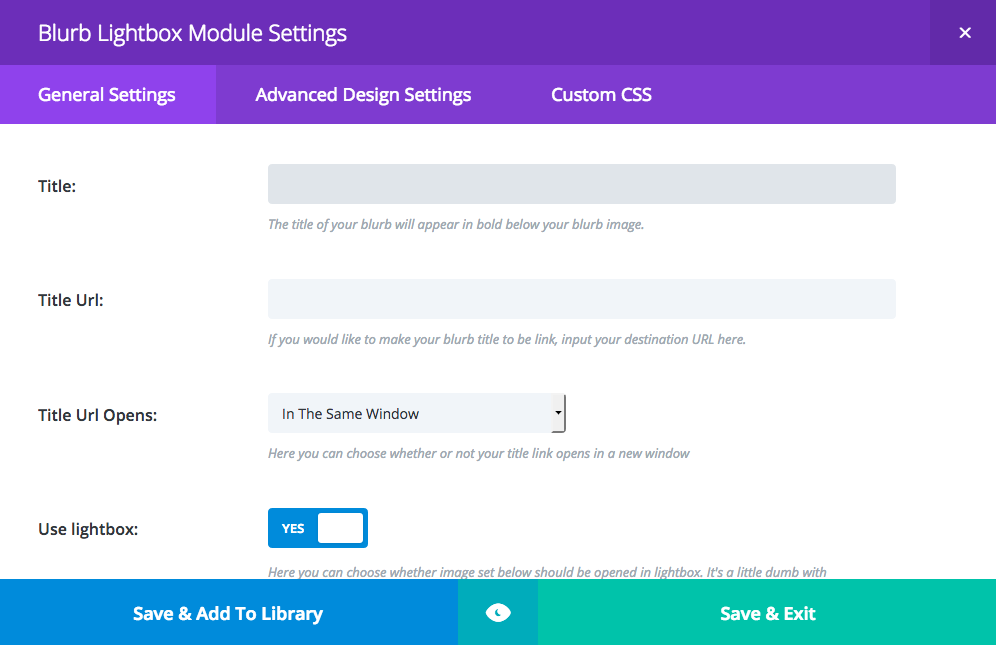 Blurb Lightbox Module Settings
General Settings
Advanced Design Settings
Custom CSS
Title:
The title of your blurb will appear in bold below your blurb image.
Title Url:
If you would like to make your blurb title to be link, input your destination URL here.
Title Url Opens:
In The Same Window
Here you can choose whether or not your title link opens in a new window
Use lightbox:
YES
Here you can choose whether image set below should be opened in lightbox. It's a little dumb with
Save & Add To Library
Save & Exit